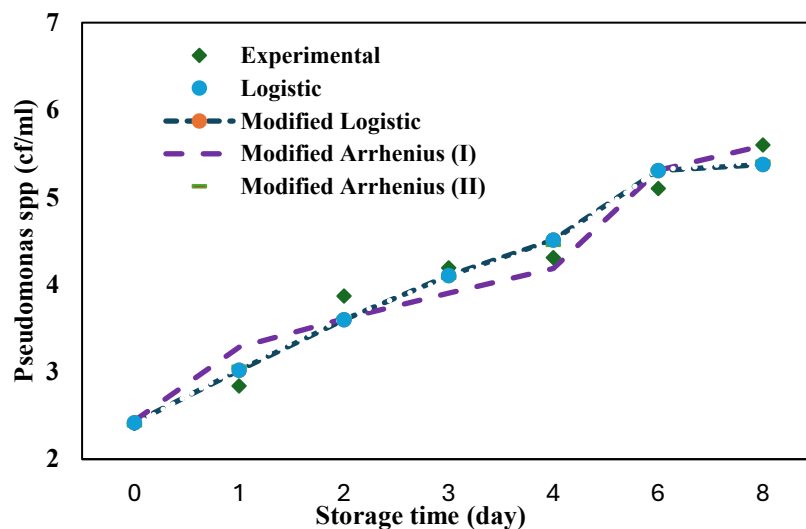 7
6
5
4
3
2
Pseudomonas spp (cf/ml)
Experimental
Logistic
Modified Logistic
Modified Arrhenius (I)
Modified Arrhenius (II)
0 1 2 3 4 6 8
Storage time (day)